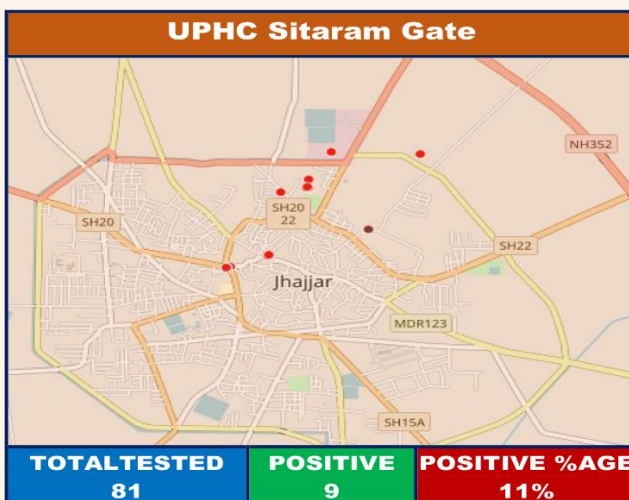 UPHC Sitaram Gate
NH352
SH20
SH20
22
SH22
Jhajjar
MDR123
SH15A
TOTALTESTED
81
POSITIVE
9
POSITIVE %AGE
11%